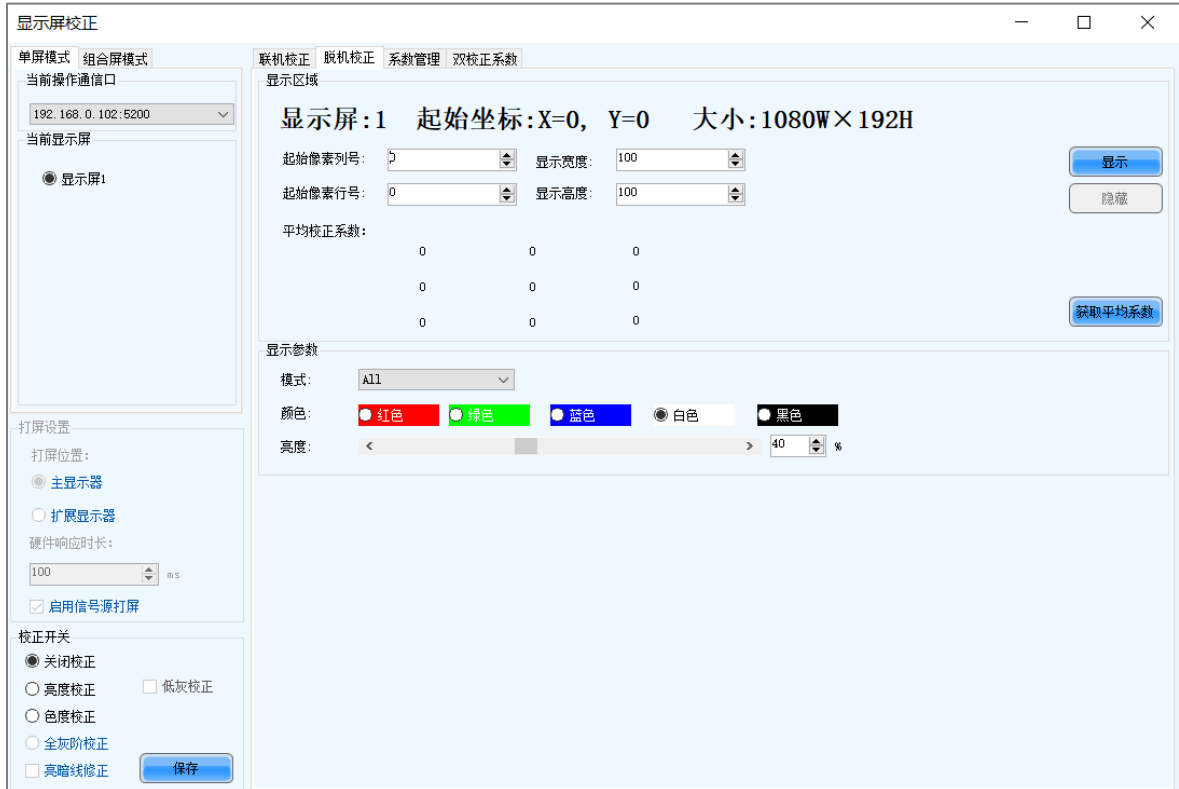 显示屏校正
单屏模式 组合屏模式
当前操作通信口
192.168.0.102:5200
当前显示屏
显示屏1
打屏设置
打屏位置:
主显示器
扩展显示器
硬件响应时长:
100 ms
启用信号源打屏
校正开关
关闭校正
亮度校正 低灰校正
色度校正
全灰阶校正
亮暗线修正 保存
联机校正 脱机校正 系数管理 双校正系数
显示区域
显示屏:1 起始坐标:X=0, Y=0 大小:1080W×192H
起始像素列号: 显示宽度: 100 显示
起始像素行号: 0 显示高度: 100 隐藏
平均校正系数:
0 0 0
0 0 0
0 0 0
获取平均系数
显示参数
模式: All
颜色: 红色 绿色 蓝色 白色 黑色
亮度: 40 %